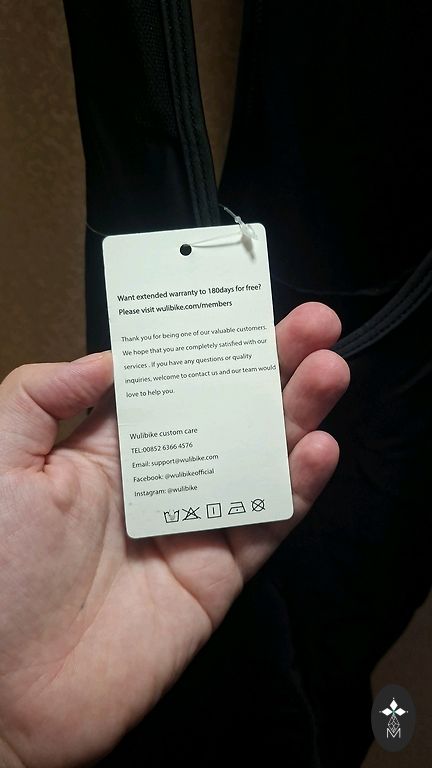 Want extended warranty to 180days for free?
Please visit wulibike.com/members
Thank you for being one of our valuable customers.
We hope that you are completely satisfied with our
services . If you have any questions or quality
inquiries, welcome to contact us and our team would
love to help you.
Wulibike custom care
TEL:00852 6366 4576
Email: support@wulibike.com
Facebook: @wulibikeofficial
Instagram: @wulibike
M